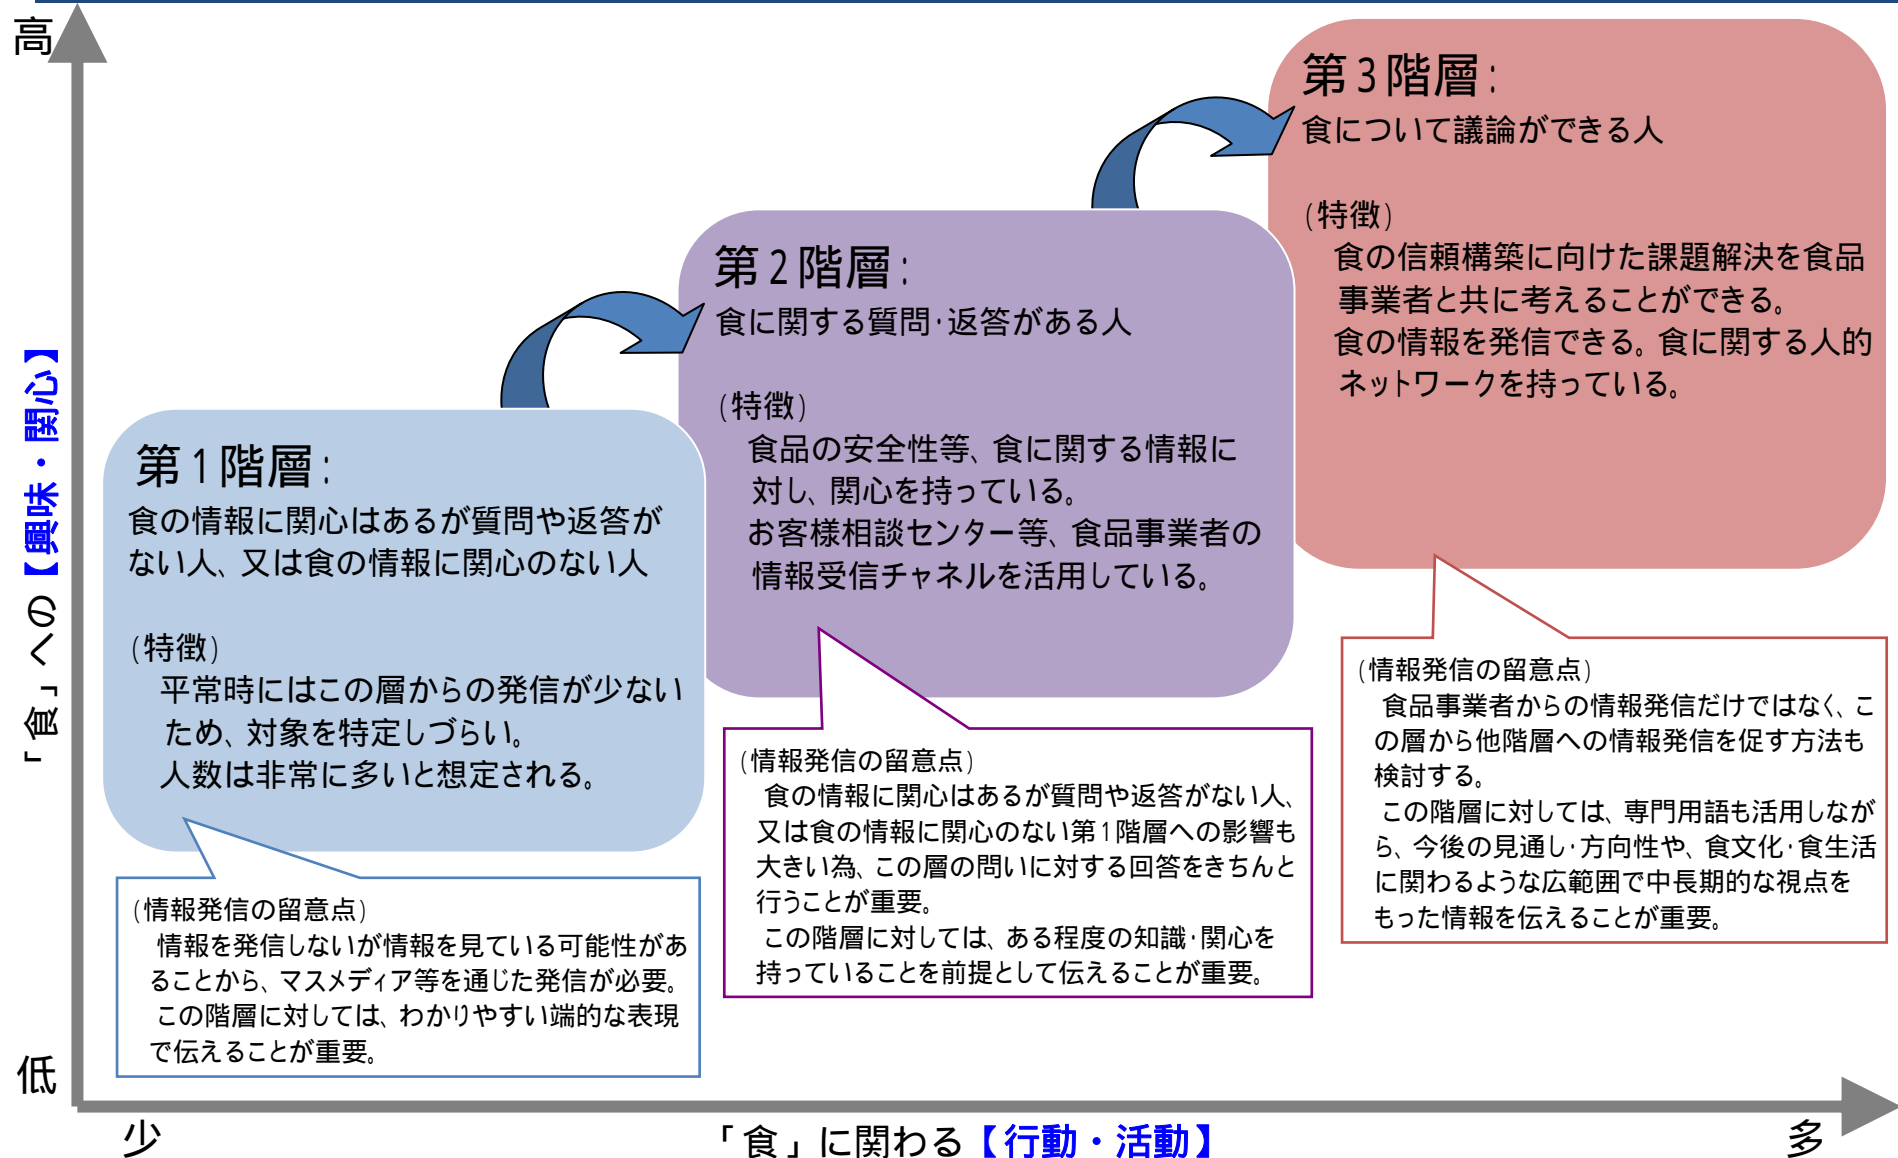 高
「食」への【興味・関心】
低
少
「食」に関わる【行動・活動】
多
第1階層:
食の情報に関心はあるが質問や返答が
ない人、又は食の情報に関心のない人
(特徴)
平常時にはこの層からの発信が少ない
ため、対象を特定しづらい。
人数は非常に多いと想定される。
(情報発信の留意点)
情報を発信しないが情報を見ている可能性があ
ることから、マスメディア等を通じた発信が必要。
この階層に対しては、わかりやすい端的な表現
で伝えることが重要。
第2階層:
食に関する質問・返答がある人
(特徴)
食品の安全性等、食に関する情報に
対し、関心を持っている。
お客様相談センター等、食品事業者の
情報受信チャネルを活用している。
(情報発信の留意点)
食の情報に関心はあるが質問や返答がない人、
又は食の情報に関心のない第1階層への影響も
大きい為、この層の問いに対する回答をきちんと
行うことが重要。
この階層に対しては、ある程度の知識・関心を
持っていることを前提として伝えることが重要。
第3階層:
食について議論ができる人
(特徴)
食の信頼構築に向けた課題解決を食品
事業者と共に考えることができる。
食の情報を発信できる。食に関する人的
ネットワークを持っている。
(情報発信の留意点)
食品事業者からの情報発信だけではなく、こ
の層から他階層への情報発信を促す方法も
検討する。
この階層に対しては、専門用語も活用しなが
ら、今後の見通し・方向性や、食文化・食生活
に関わるような広範囲で中長期的な視点を
もった情報を伝えることが重要。